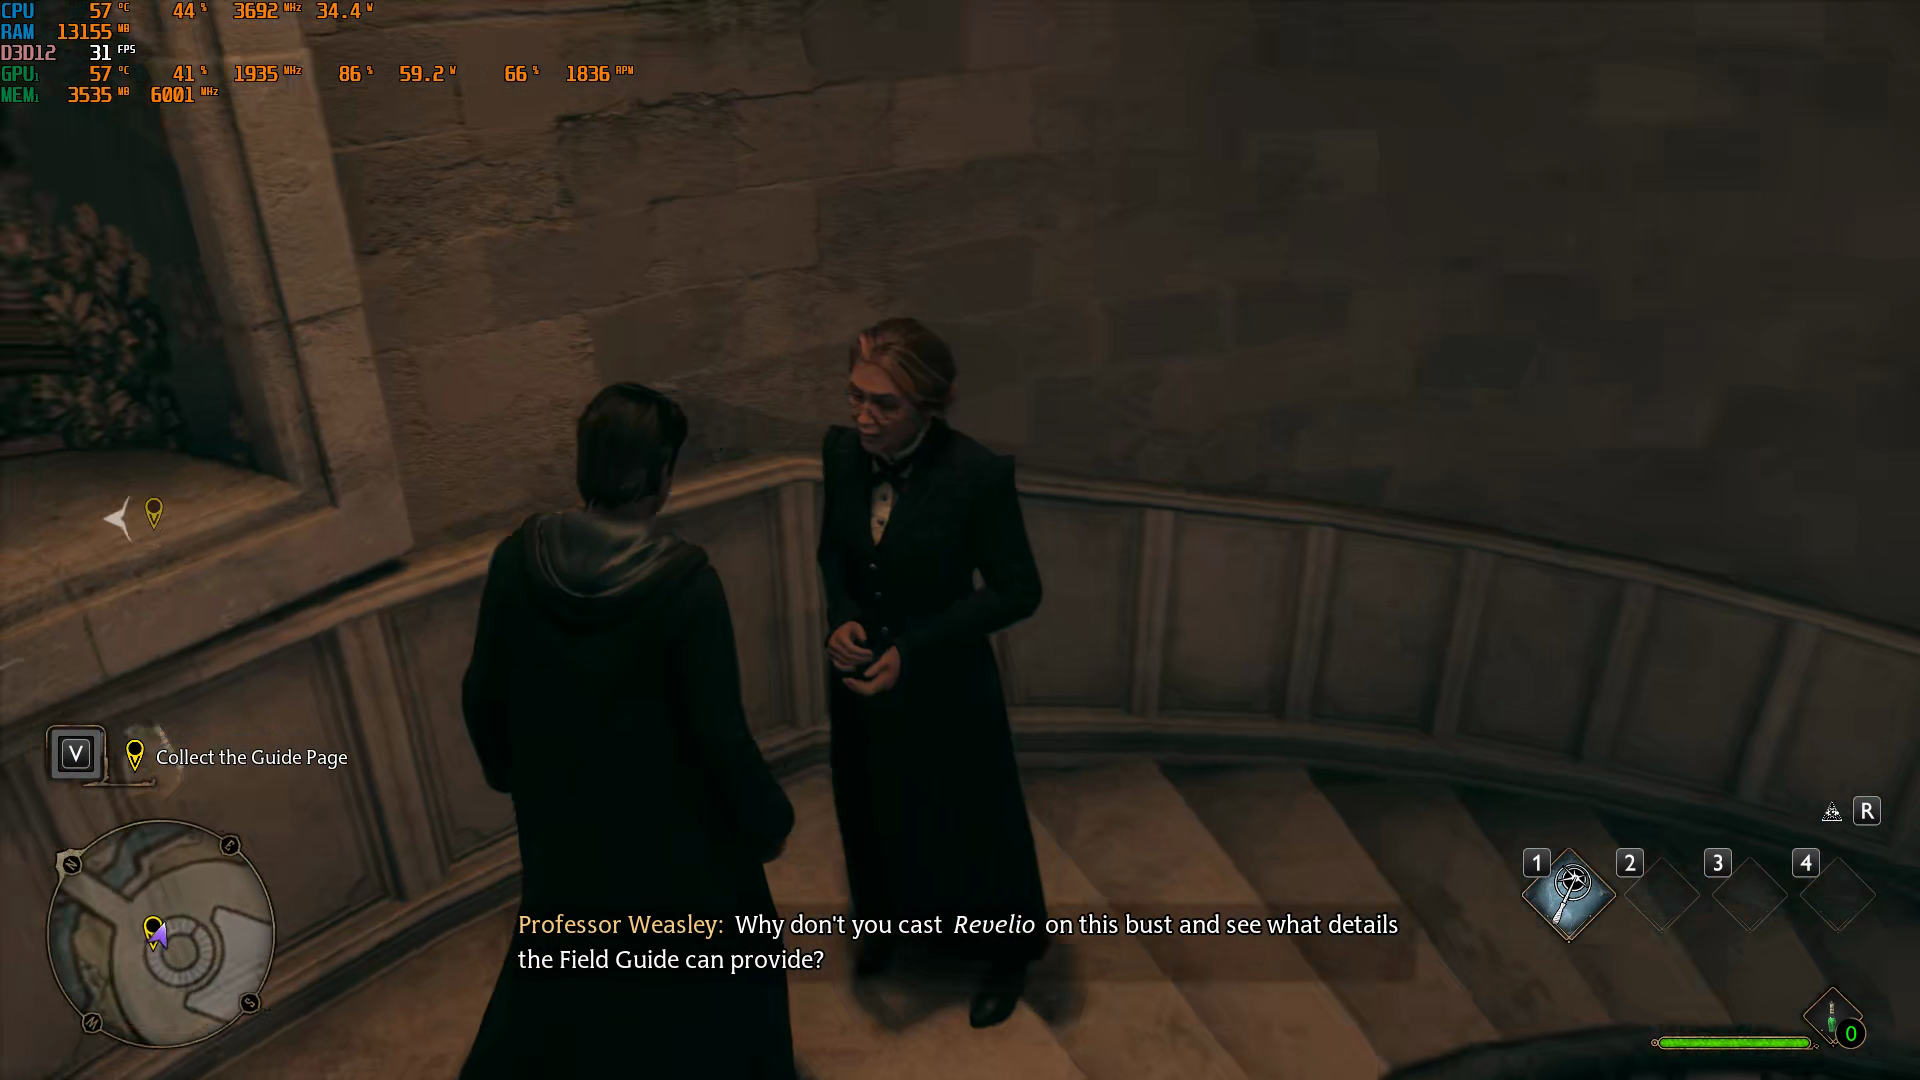 CPU 57 °C 44 % 3692 MHz 34.4 W
RAM 13155 MB
D3D12 31 FPS
GPU1 57 °C 41 % 1935 MHz 86 % 59.2 W 66 % 1836 RPM
MEM1 3535 MB 6001 MHz
V Collect the Guide Page
R
1 2 3 4
N E
W S
Professor Weasley: Why don't you cast Revelio on this bust and see what details
the Field Guide can provide?
0